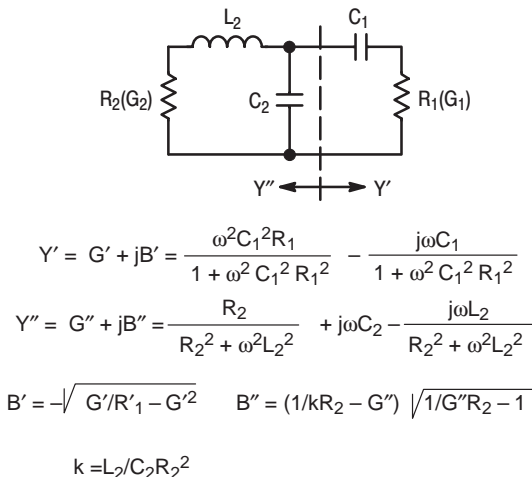 L₂
C₁
R₂(G₂)
C₂
R₁(G₁)
Y″ Y′
Y′ = G′ + jB′ = ω²C₁²R₁ / 1 + ω² C₁² R₁² − jωC₁ / 1 + ω² C₁² R₁²
Y″ = G″ + jB″ = R₂ / R₂² + ω²L₂² + jωC₂ − jωL₂ / R₂² + ω²L₂²
B′ = −√G′/R′₁ − G′² B″ = (1/kR₂ − G″) √1/G″R₂ − 1
k =L₂/C₂R₂²